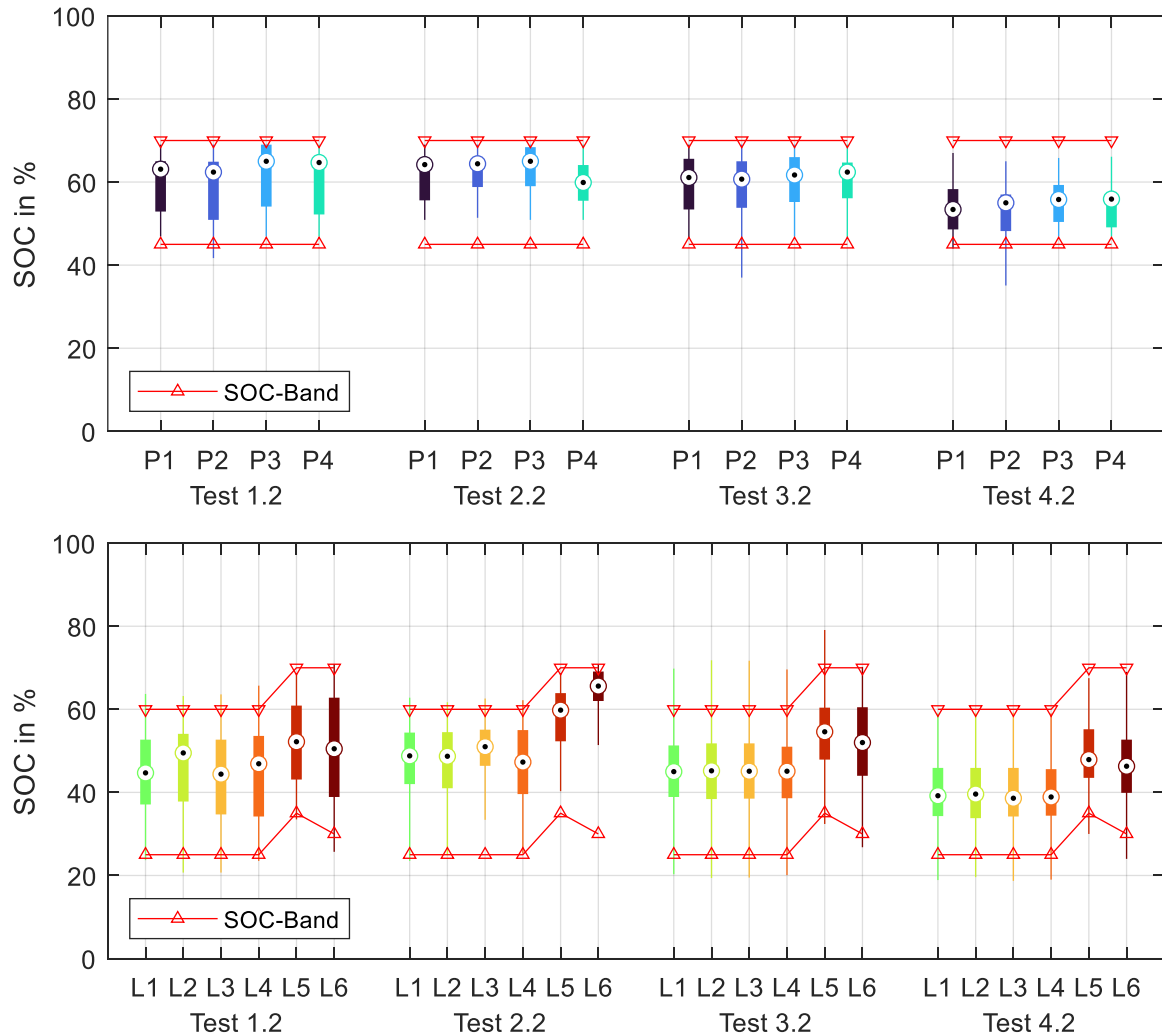 100
80
60
40
20
0
SOC in %
SOC-Band
P1 P2 P3 P4 P1 P2 P3 P4 P1 P2 P3 P4 P1 P2 P3 P4
Test 1.2 Test 2.2 Test 3.2 Test 4.2
100
80
60
40
20
0
SOC in %
SOC-Band
L1 L2 L3 L4 L5 L6 L1 L2 L3 L4 L5 L6 L1 L2 L3 L4 L5 L6 L1 L2 L3 L4 L5 L6
Test 1.2 Test 2.2 Test 3.2 Test 4.2